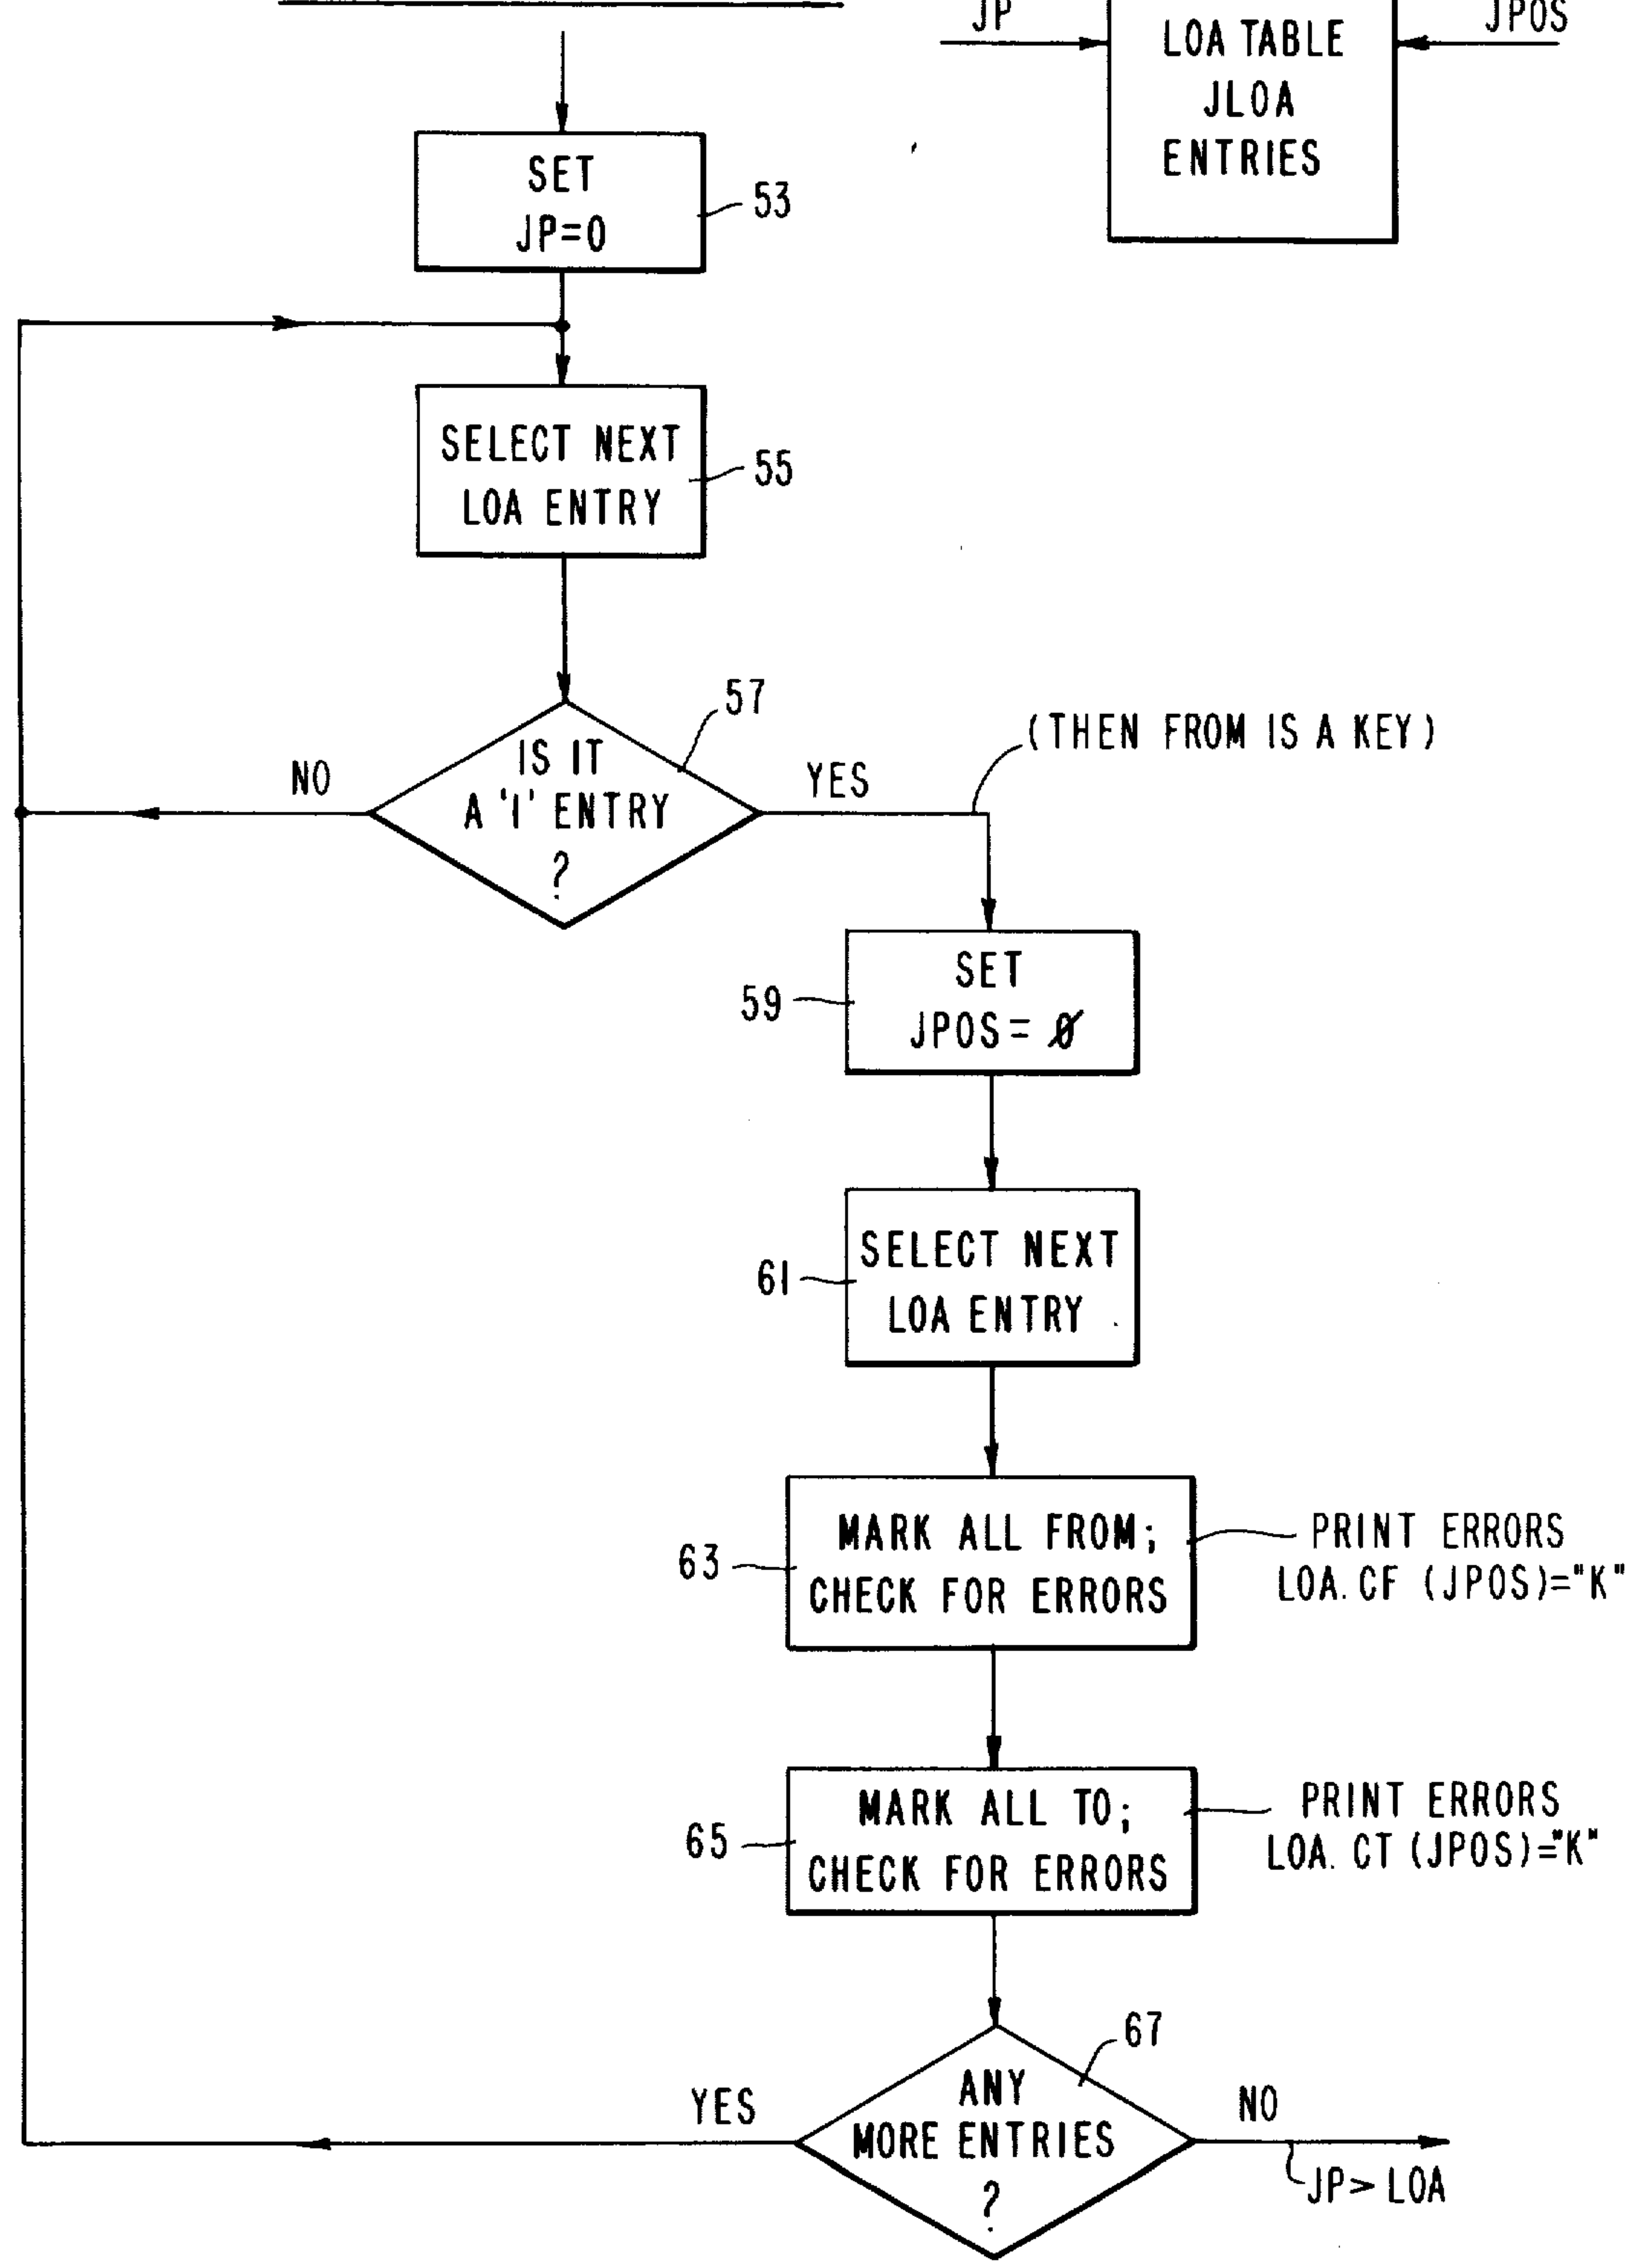 JP
JPOS
LOA TABLE
JLOA
ENTRIES
SET
JP=0
53
SELECT NEXT
LOA ENTRY
55
57
(THEN FROM IS A KEY)
NO
IS IT
A '1' ENTRY
?
YES
SET
JPOS = 0̸
59
SELECT NEXT
LOA ENTRY
61
MARK ALL FROM;
CHECK FOR ERRORS
63
PRINT ERRORS
LOA. CF (JPOS)="K"
MARK ALL TO;
CHECK FOR ERRORS
65
PRINT ERRORS
LOA. CT (JPOS)="K"
67
YES
ANY
MORE ENTRIES
?
NO
JP> LOA